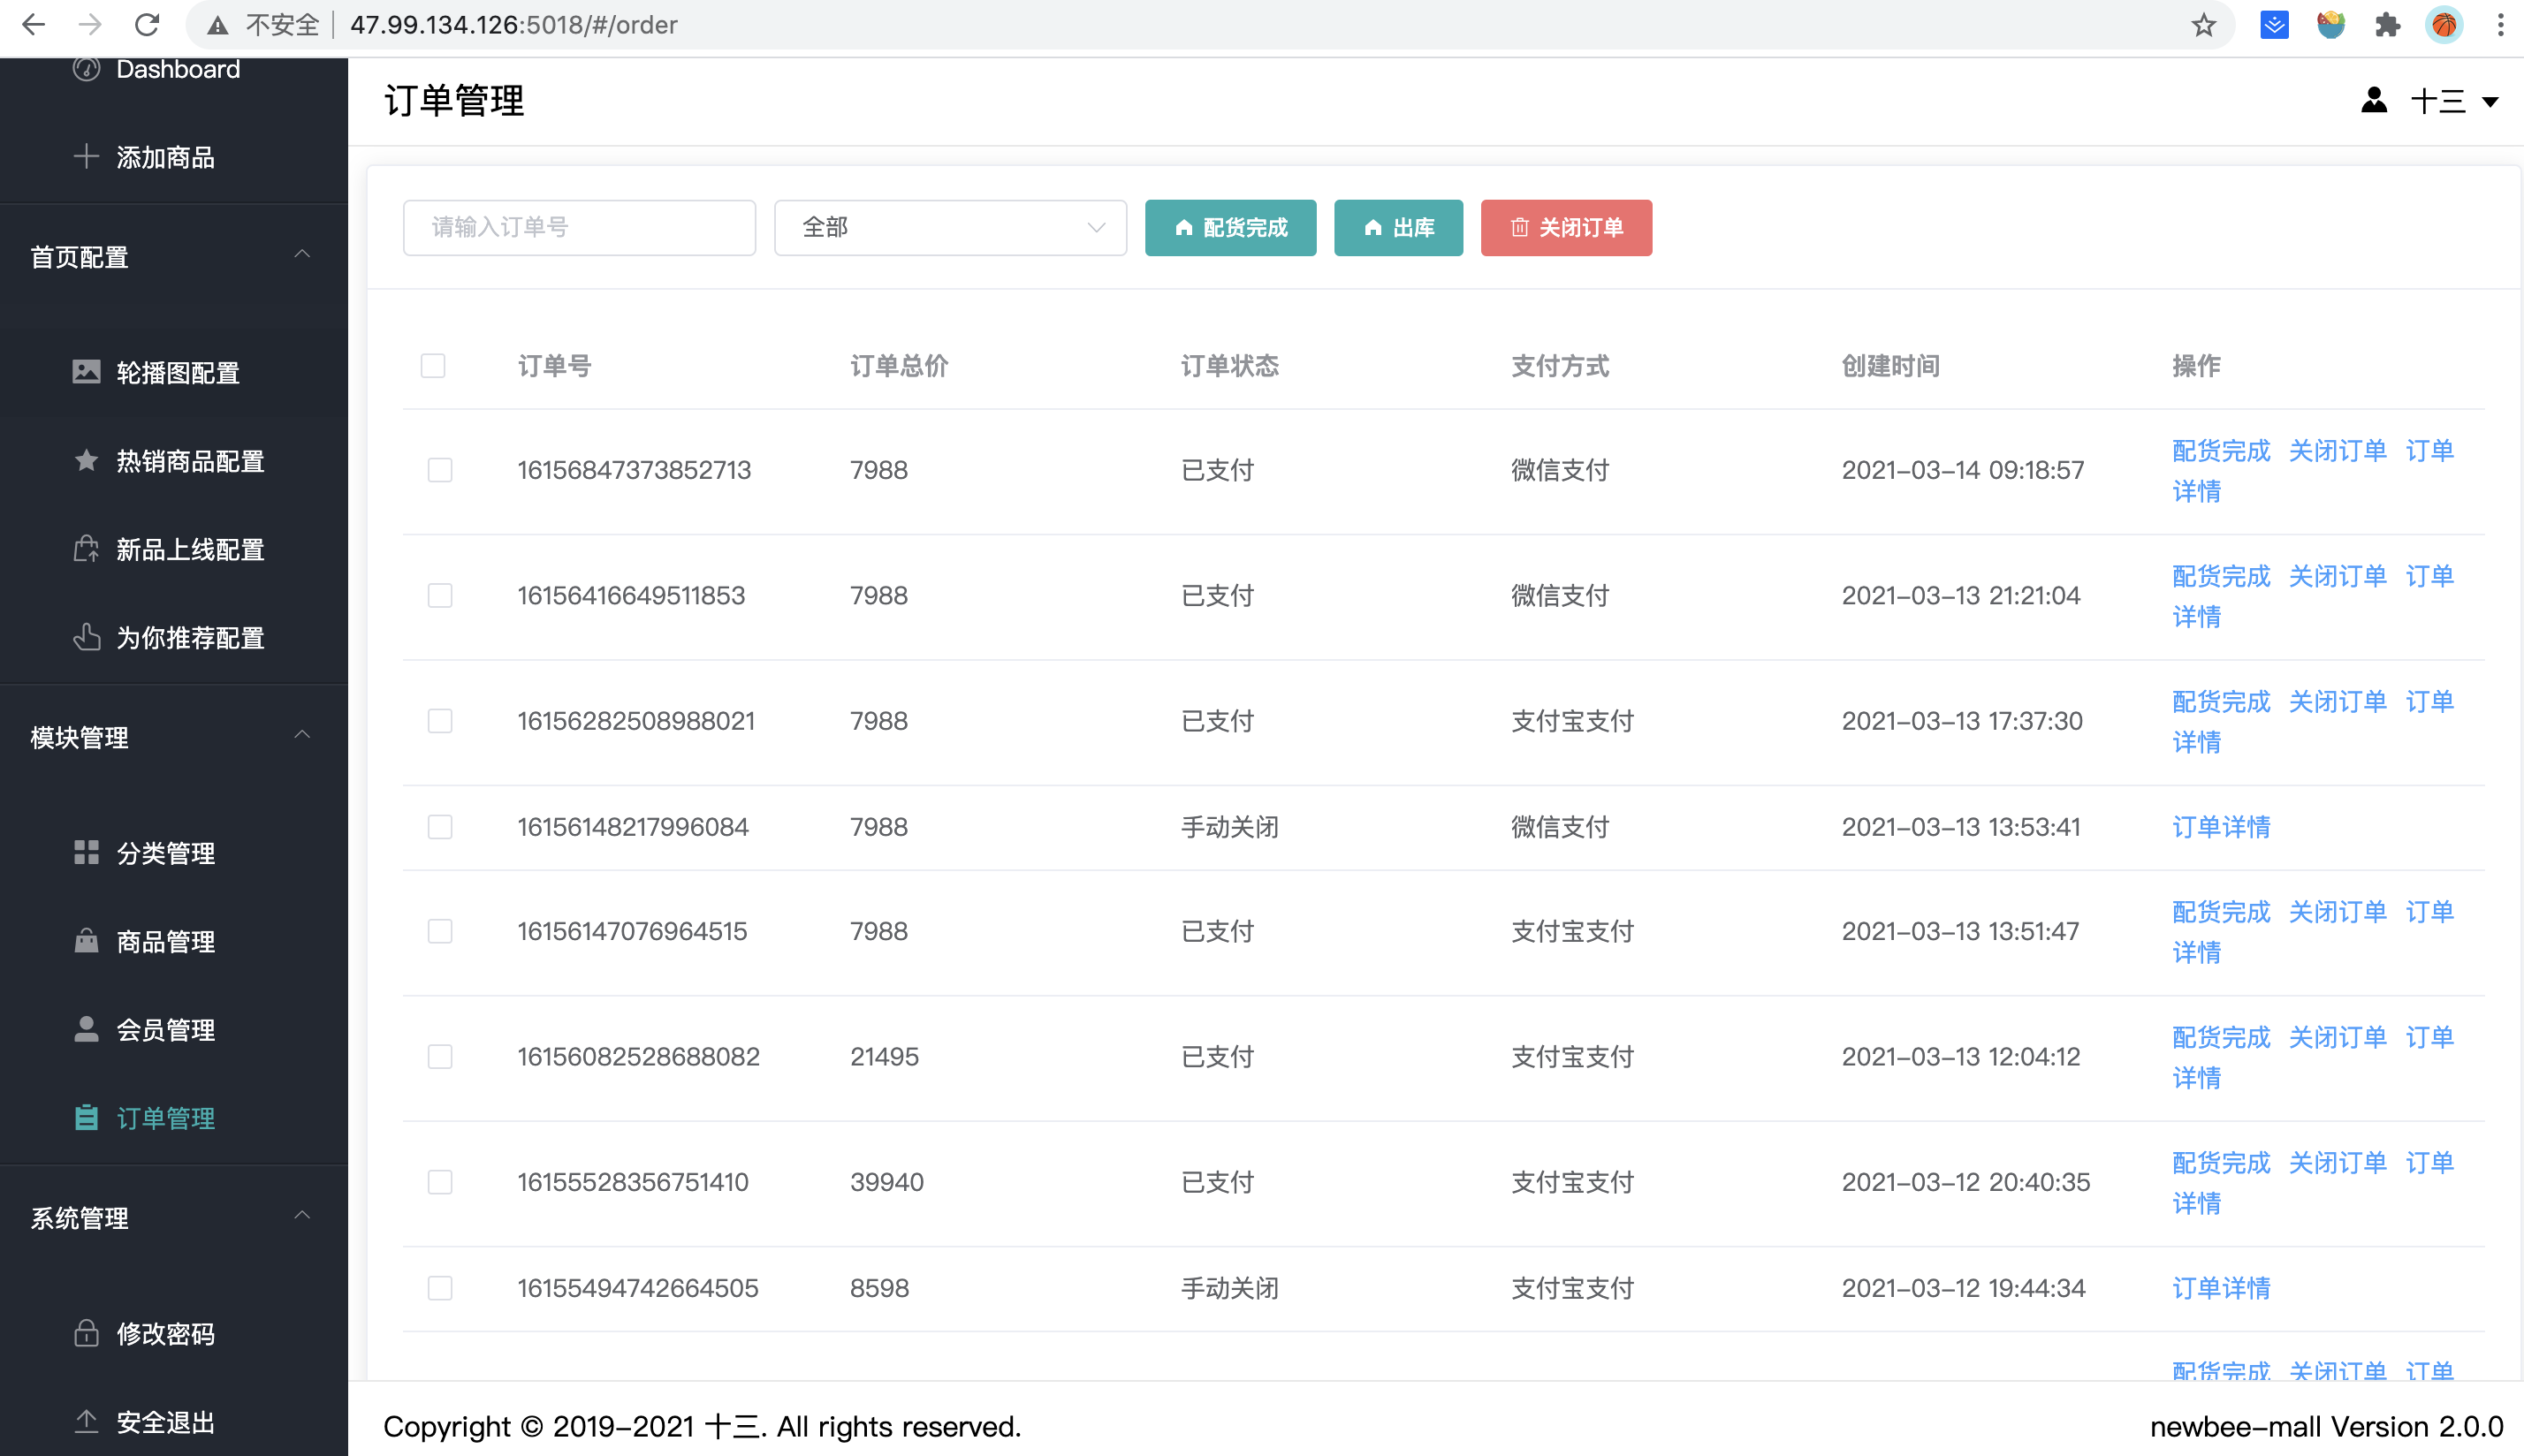 不安全 47.99.134.126:5018/#/order
Dashboard
添加商品
首页配置
轮播图配置
热销商品配置
新品上线配置
为你推荐配置
模块管理
分类管理
商品管理
会员管理
订单管理
系统管理
修改密码
安全退出
订单管理
十三
请输入订单号 全部 配货完成 出库 关闭订单
订单号 订单总价 订单状态 支付方式 创建时间 操作
16156847373852713 7988 已支付 微信支付 2021-03-14 09:18:57 配货完成 关闭订单 订单
详情
16156416649511853 7988 已支付 微信支付 2021-03-13 21:21:04 配货完成 关闭订单 订单
详情
16156282508988021 7988 已支付 支付宝支付 2021-03-13 17:37:30 配货完成 关闭订单 订单
详情
16156148217996084 7988 手动关闭 微信支付 2021-03-13 13:53:41 订单详情
16156147076964515 7988 已支付 支付宝支付 2021-03-13 13:51:47 配货完成 关闭订单 订单
详情
16156082528688082 21495 已支付 支付宝支付 2021-03-13 12:04:12 配货完成 关闭订单 订单
详情
16155528356751410 39940 已支付 支付宝支付 2021-03-12 20:40:35 配货完成 关闭订单 订单
详情
16155494742664505 8598 手动关闭 支付宝支付 2021-03-12 19:44:34 订单详情
配货完成 关闭订单 订单
Copyright © 2019-2021 十三. All rights reserved.
newbee-mall Version 2.0.0